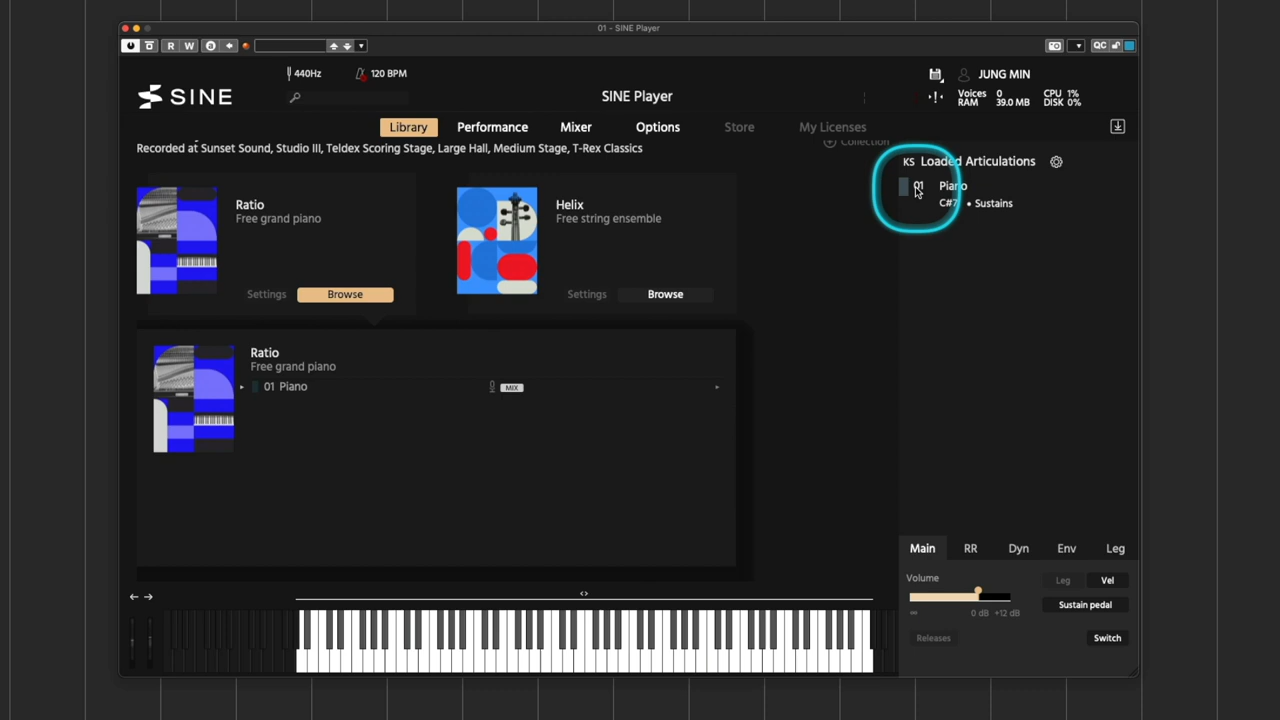 01 - SINE Player
R W a QC
440Hz 120 BPM JUNG MIN
SINE SINE Player Voices 0 CPU 1%
RAM 39.0 MB DISK 0%
Library Performance Mixer Options Store My Licenses
Recorded at Sunset Sound, Studio III, Teldex Scoring Stage, Large Hall, Medium Stage, T-Rex Classics
Collection
KS Loaded Articulations
01 Piano
C#7 • Sustains
Ratio
Free grand piano
Settings Browse
Helix
Free string ensemble
Settings Browse
Ratio
Free grand piano
01 Piano MIX
Main RR Dyn Env Leg
Volume
Leg Vel
∞ 0 dB +12 dB
Sustain pedal
Releases Switch